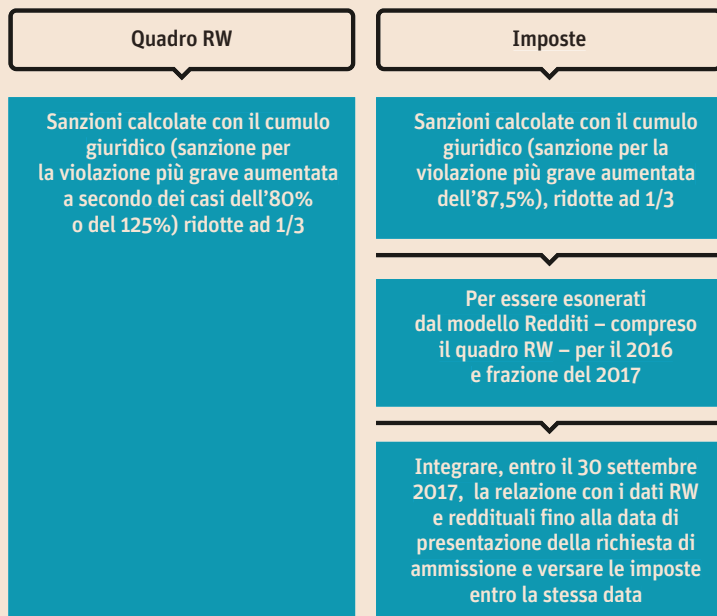 Quadro RW
Sanzioni calcolate con il cumulo
giuridico (sanzione per
la violazione più grave aumentata
a secondo dei casi dell'80%
o del 125%) ridotte ad 1/3
Imposte
Sanzioni calcolate con il cumulo
giuridico (sanzione per la
violazione più grave aumentata
dell'87,5%), ridotte ad 1/3
Per essere esonerati
dal modello Redditi – compreso
il quadro RW – per il 2016
e frazione del 2017
Integrare, entro il 30 settembre
2017, la relazione con i dati RW
e reddituali fino alla data di
presentazione della richiesta di
ammissione e versare le imposte
entro la stessa data